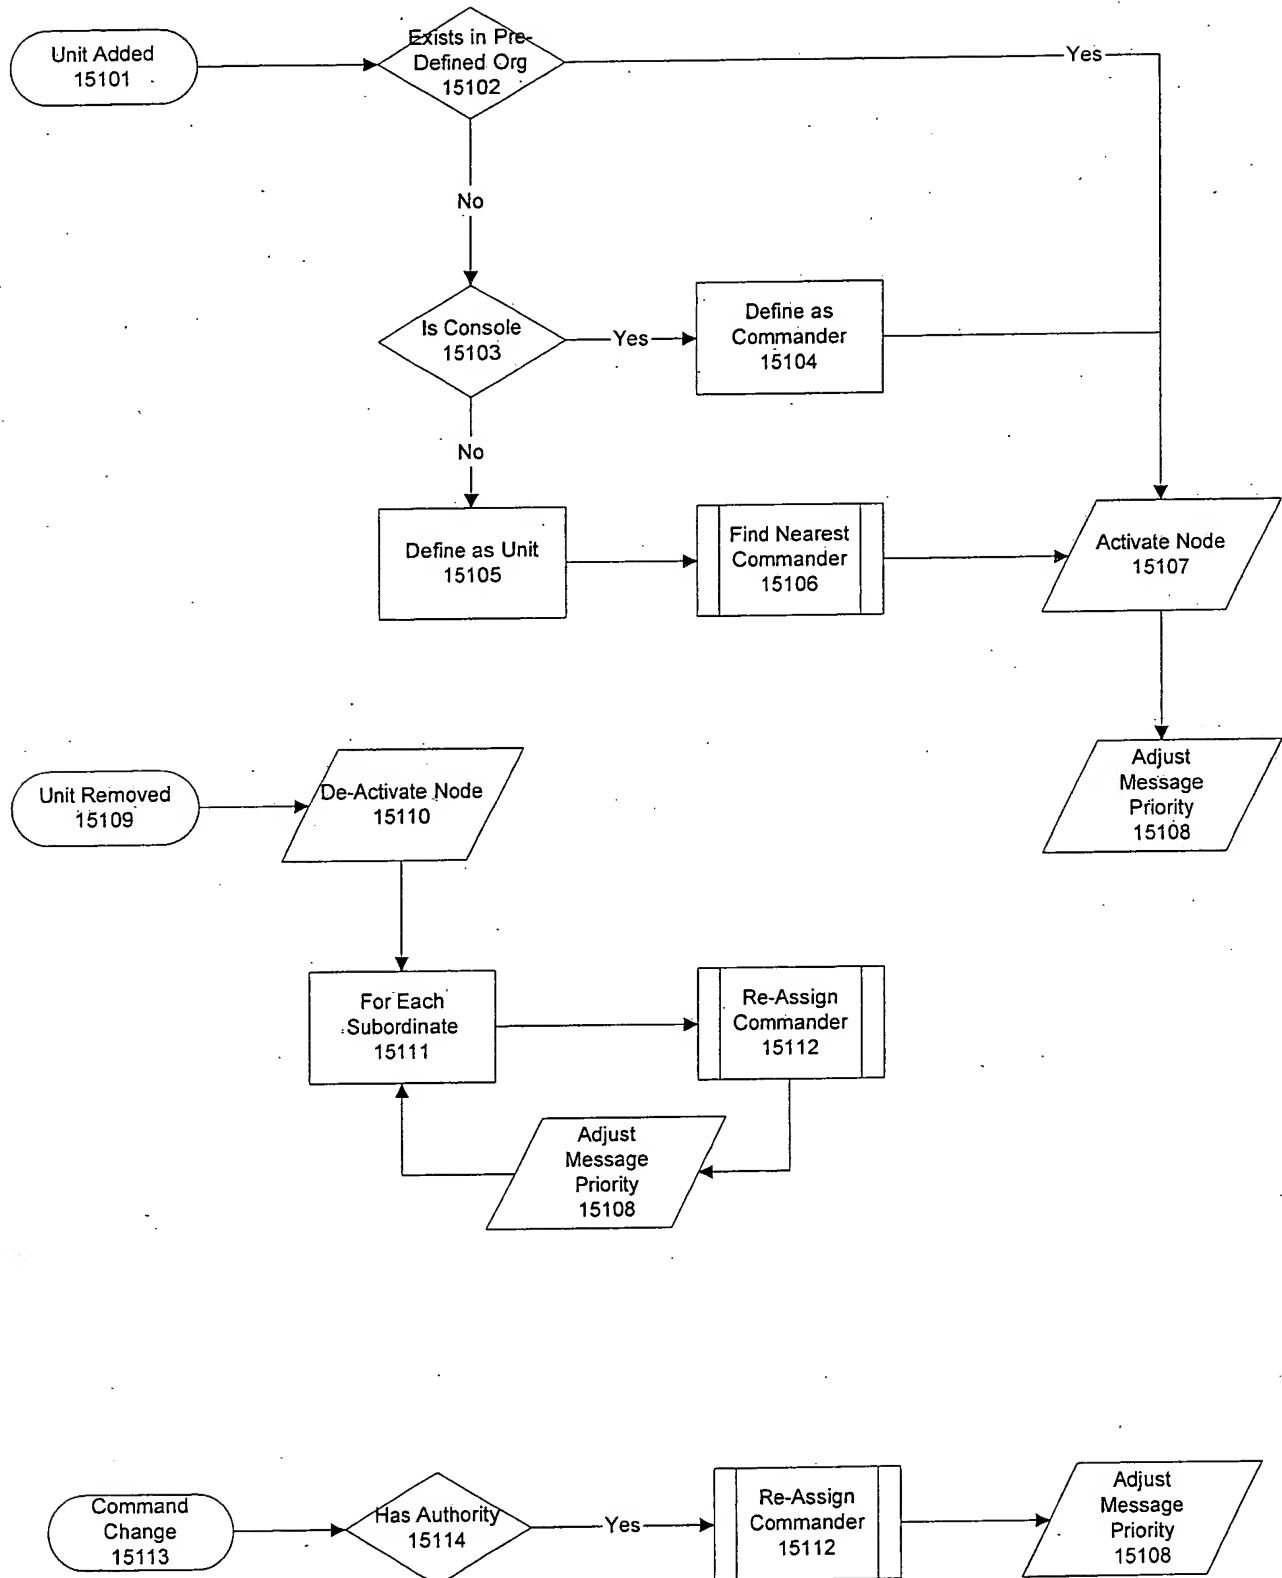 Unit Added
15101
Exists in Pre-
Defined Org
15102
Yes
No
Is Console
15103
Yes
Define as
Commander
15104
No
Define as Unit
15105
Find Nearest
Commander
15106
Activate Node
15107
Adjust
Message
Priority
15108
Unit Removed
15109
De-Activate Node
15110
For Each
Subordinate
15111
Re-Assign
Commander
15112
Adjust
Message
Priority
15108
Command
Change
15113
Has Authority
15114
Yes
Re-Assign
Commander
15112
Adjust
Message
Priority
15108